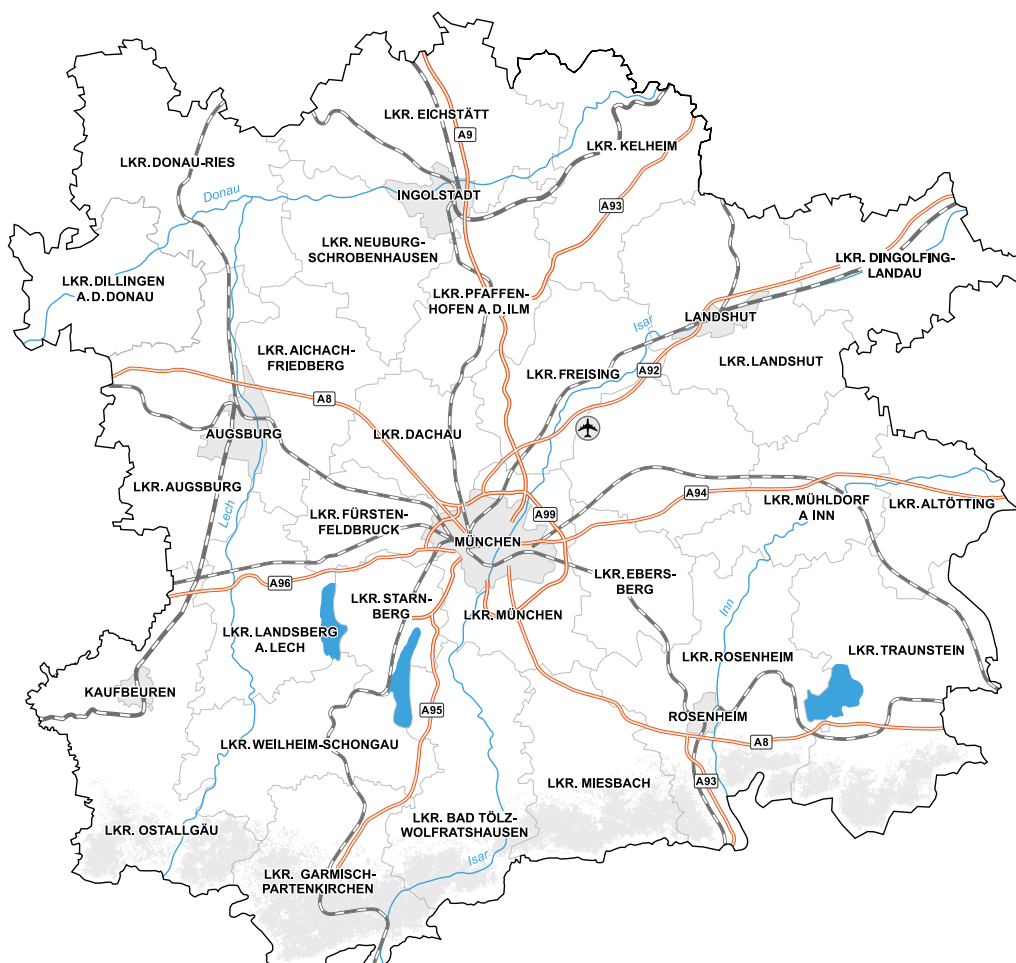 LKR. EICHSTÄTT
A9
LKR. KELHEIM
LKR. DONAU-RIES
Donau
INGOLSTADT
A93
LKR. NEUBURG-
SCHROBENHAUSEN
LKR. DINGOLFING-
LANDAU
LKR. DILLINGEN
A.D.DONAU
LKR. PFAFFEN-
HOFEN A.D.ILM
Isar
LANDSHUT
LKR. AICHACH-
FRIEDBERG
LKR. LANDSHUT
LKR. FREISING
A92
A8
AUGSBURG
LKR. DACHAU
LKR. AUGSBURG
A94
LKR. MÜHLDORF
A INN
LKR. ALTÖTTING
Lech
LKR. FÜRSTEN-
FELDBRUCK
A99
MÜNCHEN
A96
LKR. EBERS-
BERG
LKR. STARN-
BERG
LKR. MÜNCHEN
Inn
LKR. LANDSBERG
A. LECH
LKR. ROSENHEIM
LKR. TRAUNSTEIN
KAUFBEUREN
A95
ROSENHEIM
A8
LKR. WEILHEIM-SCHONGAU
LKR. MIESBACH
A93
LKR. OSTALLGÄU
LKR. BAD TÖLZ-
WOLFRATSHAUSEN
Isar
LKR. GARMISCH-
PARTENKIRCHEN